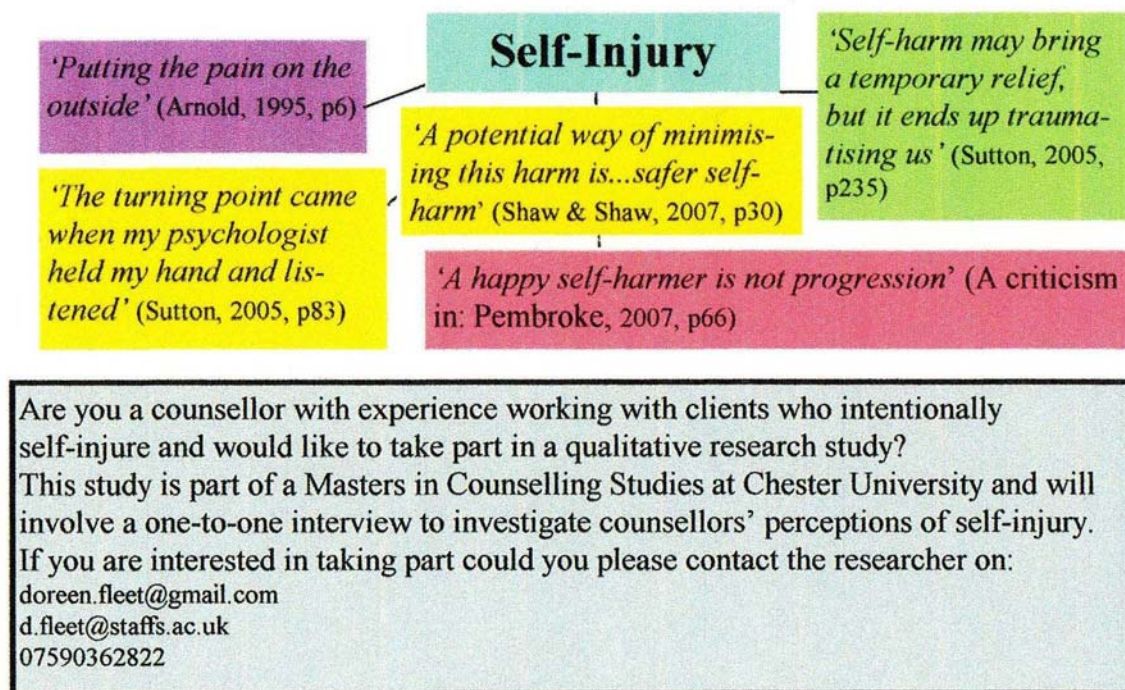 Self-Injury
'Putting the pain on the
outside' (Arnold, 1995, p6)
'Self-harm may bring
a temporary relief,
but it ends up trauma-
tising us' (Sutton, 2005,
p235)
'A potential way of minimis-
ing this harm is...safer self-
harm' (Shaw & Shaw, 2007, p30)
'The turning point came
when my psychologist
held my hand and lis-
tened' (Sutton, 2005, p83)
'A happy self-harmer is not progression' (A criticism
in: Pembroke, 2007, p66)
Are you a counsellor with experience working with clients who intentionally
self-injure and would like to take part in a qualitative research study?
This study is part of a Masters in Counselling Studies at Chester University and will
involve a one-to-one interview to investigate counsellors' perceptions of self-injury.
If you are interested in taking part could you please contact the researcher on:
doreen.fleet@gmail.com
d.fleet@staffs.ac.uk
07590362822